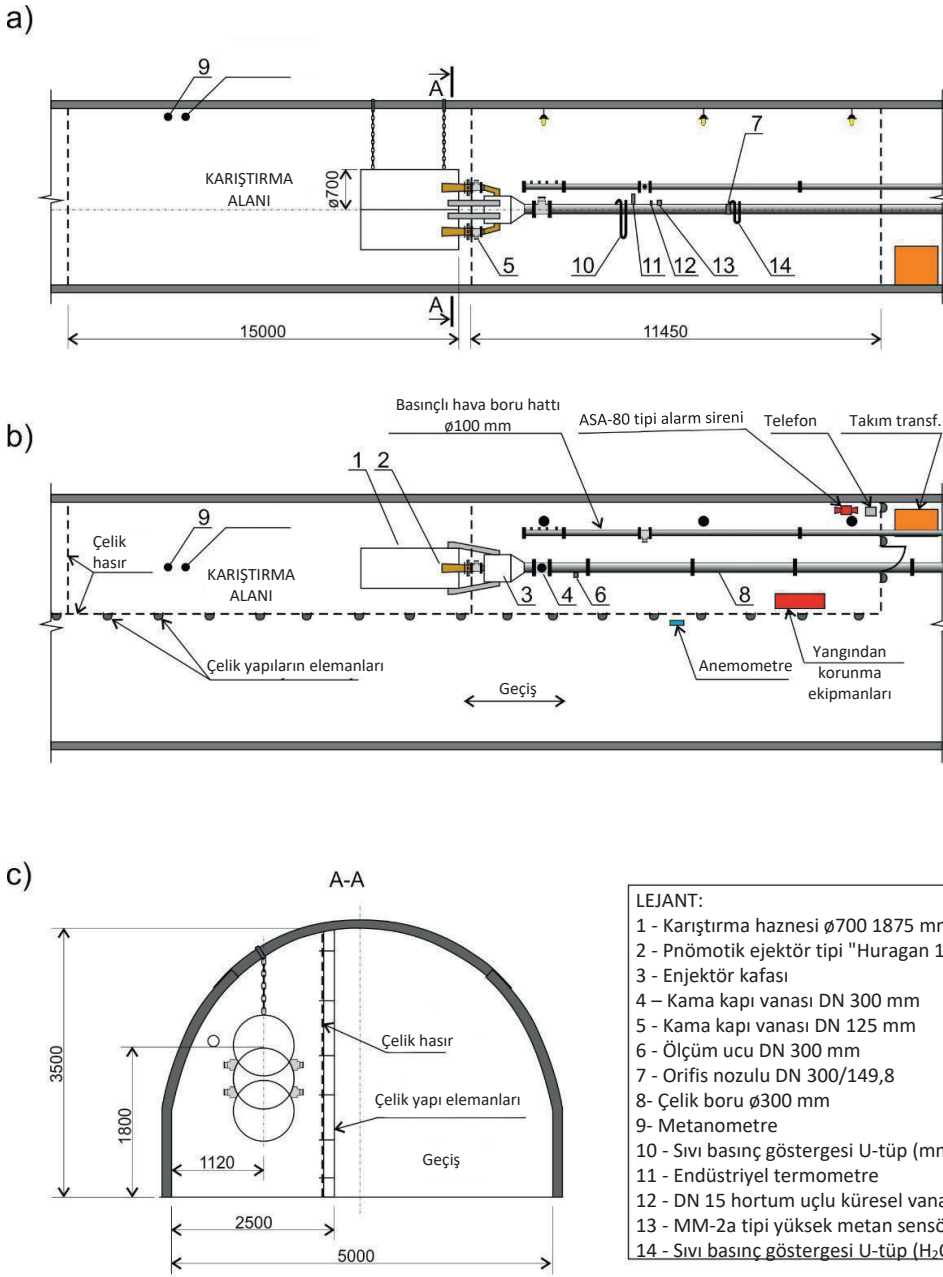 a)
9
A
7
KARIŞTIRMA
ALANI
ø700
5
10
11
12
13
14
A
15000
11450
b)
Basınçlı hava boru hattı
ø100 mm
ASA-80 tipi alarm sireni
Telefon
Takım transf.
1
2
9
Çelik
hasır
KARIŞTIRMA
ALANI
3
4
6
8
Çelik yapıların elemanları
Geçiş
Anemometre
Yangından
korunma
ekipmanları
c)
A-A
3500
1800
1120
2500
5000
Çelik hasır
Çelik yapı elemanları
Geçiş
LEJANT:
1 - Karıştırma haznesi ø700 1875 mm
2 - Pnömotik ejektör tipi "Huragan 1
3 - Enjektör kafası
4 – Kama kapı vanası DN 300 mm
5 - Kama kapı vanası DN 125 mm
6 - Ölçüm ucu DN 300 mm
7 - Orifis nozulu DN 300/149,8
8- Çelik boru ø300 mm
9- Metanometre
10 - Sıvı basınç göstergesi U-tüp (mm
11 - Endüstriyel termometre
12 - DN 15 hortum uçlu küresel vana
13 - MM-2a tipi yüksek metan sensö
14 - Sıvı basınç göstergesi U-tüp (H₂O